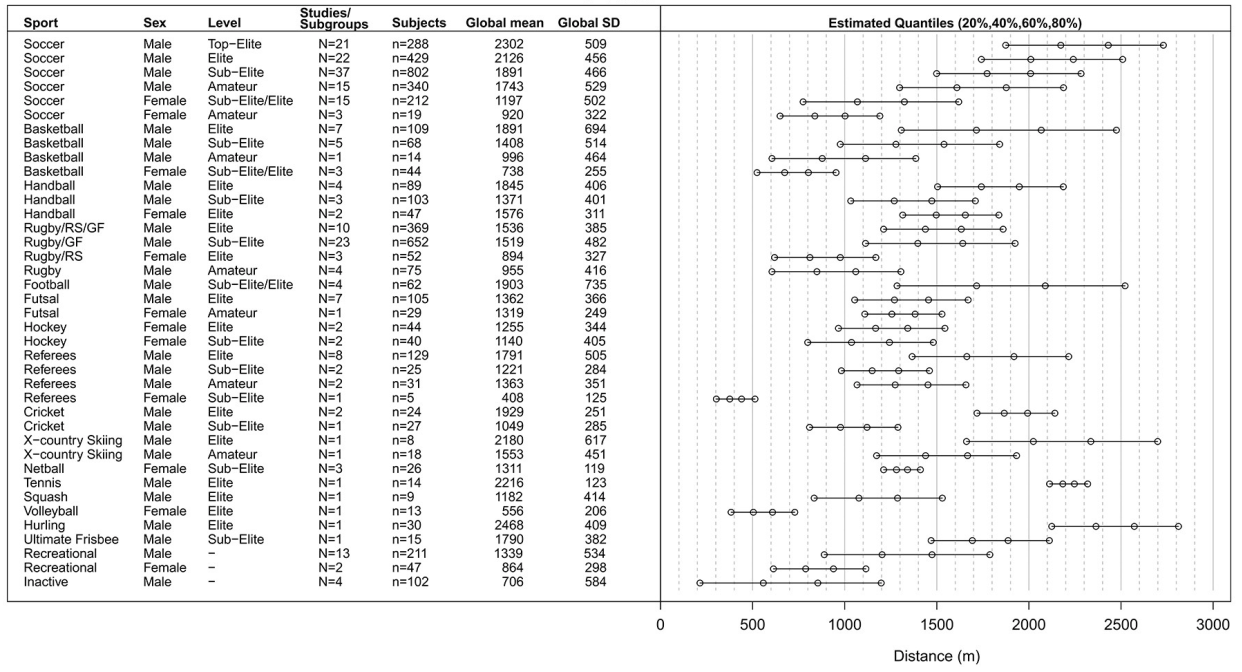 Sport Sex Level Studies/Subgroups Subjects Global mean Global SD Estimated Quantiles (20%,40%,60%,80%)
Soccer Male Top−Elite N=21 n=288 2302 509
Soccer Male Elite N=22 n=429 2126 456
Soccer Male Sub−Elite N=37 n=802 1891 466
Soccer Male Amateur N=15 n=340 1743 529
Soccer Female Sub−Elite/Elite N=15 n=212 1197 502
Soccer Female Amateur N=3 n=19 920 322
Basketball Male Elite N=7 n=109 1891 694
Basketball Male Sub−Elite N=5 n=68 1408 514
Basketball Male Amateur N=1 n=14 996 464
Basketball Female Sub−Elite/Elite N=3 n=44 738 255
Handball Male Elite N=4 n=89 1845 406
Handball Male Sub−Elite N=3 n=103 1371 401
Handball Female Elite N=2 n=47 1576 311
Rugby/RS/GF Male Elite N=10 n=369 1536 385
Rugby/GF Male Sub−Elite N=23 n=652 1519 482
Rugby/RS Female Elite N=3 n=52 894 327
Rugby Male Amateur N=4 n=75 955 416
Football Male Sub−Elite/Elite N=4 n=62 1903 735
Futsal Male Elite N=7 n=105 1362 366
Futsal Female Amateur N=1 n=29 1319 249
Hockey Female Elite N=2 n=44 1255 344
Hockey Female Sub−Elite N=2 n=40 1140 405
Referees Male Elite N=8 n=129 1791 505
Referees Male Sub−Elite N=2 n=25 1221 284
Referees Male Amateur N=2 n=31 1363 351
Referees Female Sub−Elite N=1 n=5 408 125
Cricket Male Elite N=2 n=24 1929 251
Cricket Male Sub−Elite N=1 n=27 1049 285
X−country Skiing Male Elite N=1 n=8 2180 617
X−country Skiing Male Amateur N=1 n=18 1553 451
Netball Female Sub−Elite N=3 n=26 1311 119
Tennis Male Elite N=1 n=14 2216 123
Squash Male Elite N=1 n=9 1182 414
Volleyball Female Elite N=1 n=13 556 206
Hurling Male Elite N=1 n=30 2468 409
Ultimate Frisbee Male Sub−Elite N=1 n=15 1790 382
Recreational Male − N=13 n=211 1339 534
Recreational Female − N=2 n=47 864 298
Inactive Male − N=4 n=102 706 584
0 500 1000 1500 2000 2500 3000
Distance (m)